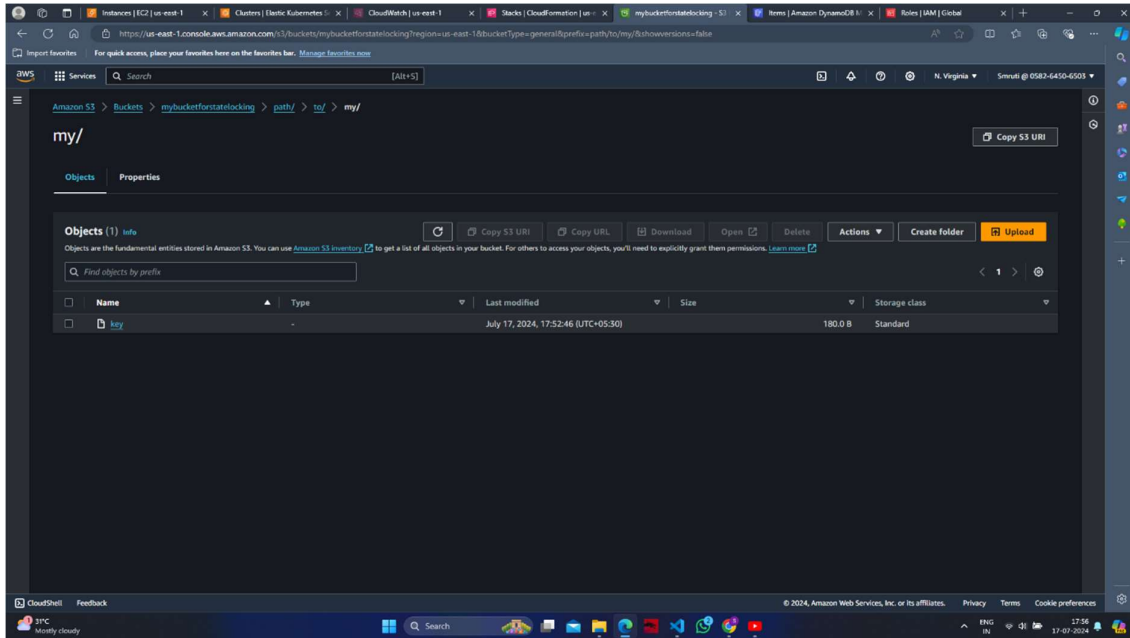 Instances | EC2 | us-east-1
Clusters | Elastic Kubernetes S
CloudWatch | us-east-1
Stacks | CloudFormation | us-e
mybucketforstatelocking - S3
Items | Amazon DynamoDB M
Roles | IAM | Global
https://us-east-1.console.aws.amazon.com/s3/buckets/mybucketforstatelocking?region=us-east-1&bucketType=general&prefix=path/to/my/&showversions=false
Import favorites For quick access, place your favorites here on the favorites bar. Manage favorites now
aws Services Search [Alt+S] N. Virginia Smruti @ 0582-6450-6503
Amazon S3 > Buckets > mybucketforstatelocking > path/ > to/ > my/
my/
Copy S3 URI
Objects Properties
Objects (1) Info
Copy S3 URI Copy URL Download Open Delete Actions Create folder Upload
Objects are the fundamental entities stored in Amazon S3. You can use Amazon S3 inventory to get a list of all objects in your bucket. For others to access your objects, you'll need to explicitly grant them permissions. Learn more
Find objects by prefix
< 1 >
Name Type Last modified Size Storage class
key - July 17, 2024, 17:52:46 (UTC+05:30) 180.0 B Standard
CloudShell Feedback © 2024, Amazon Web Services, Inc. or its affiliates. Privacy Terms Cookie preferences
31°C
Mostly cloudy
Search
ENG
IN
17:56
17-07-2024